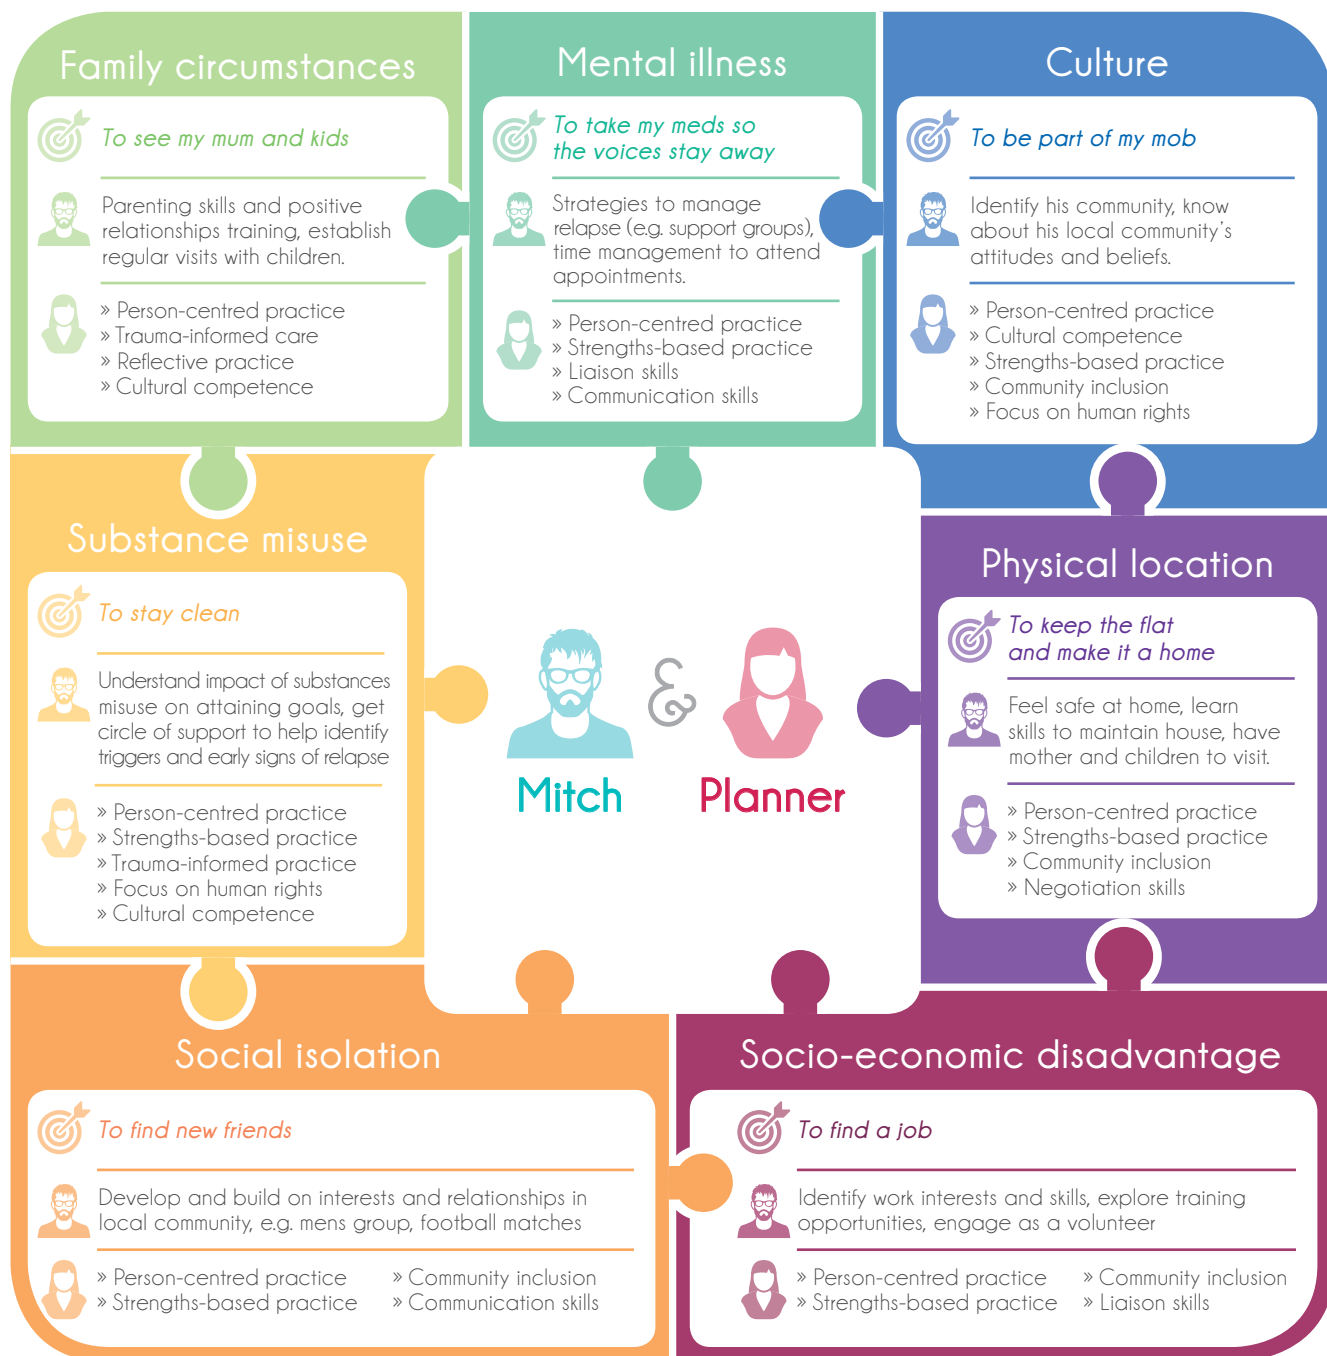 Family circumstances
To see my mum and kids
Parenting skills and positive
relationships training, establish
regular visits with children.
» Person-centred practice
» Trauma-informed care
» Reflective practice
» Cultural competence
Mental illness
To take my meds so
the voices stay away
Strategies to manage
relapse (e.g. support groups),
time management to attend
appointments.
» Person-centred practice
» Strengths-based practice
» Liaison skills
» Communication skills
Culture
To be part of my mob
Identify his community, know
about his local community's
attitudes and beliefs.
» Person-centred practice
» Cultural competence
» Strengths-based practice
» Community inclusion
» Focus on human rights
Substance misuse
To stay clean
Understand impact of substances
misuse on attaining goals, get
circle of support to help identify
triggers and early signs of relapse
» Person-centred practice
» Strengths-based practice
» Trauma-informed practice
» Focus on human rights
» Cultural competence
&
Mitch
Planner
Physical location
To keep the flat
and make it a home
Feel safe at home, learn
skills to maintain house, have
mother and children to visit.
» Person-centred practice
» Strengths-based practice
» Community inclusion
» Negotiation skills
Social isolation
To find new friends
Develop and build on interests and relationships in
local community, e.g. mens group, football matches
» Person-centred practice
» Strengths-based practice
» Community inclusion
» Communication skills
Socio-economic disadvantage
To find a job
Identify work interests and skills, explore training
opportunities, engage as a volunteer
» Person-centred practice
» Strengths-based practice
» Community inclusion
» Liaison skills